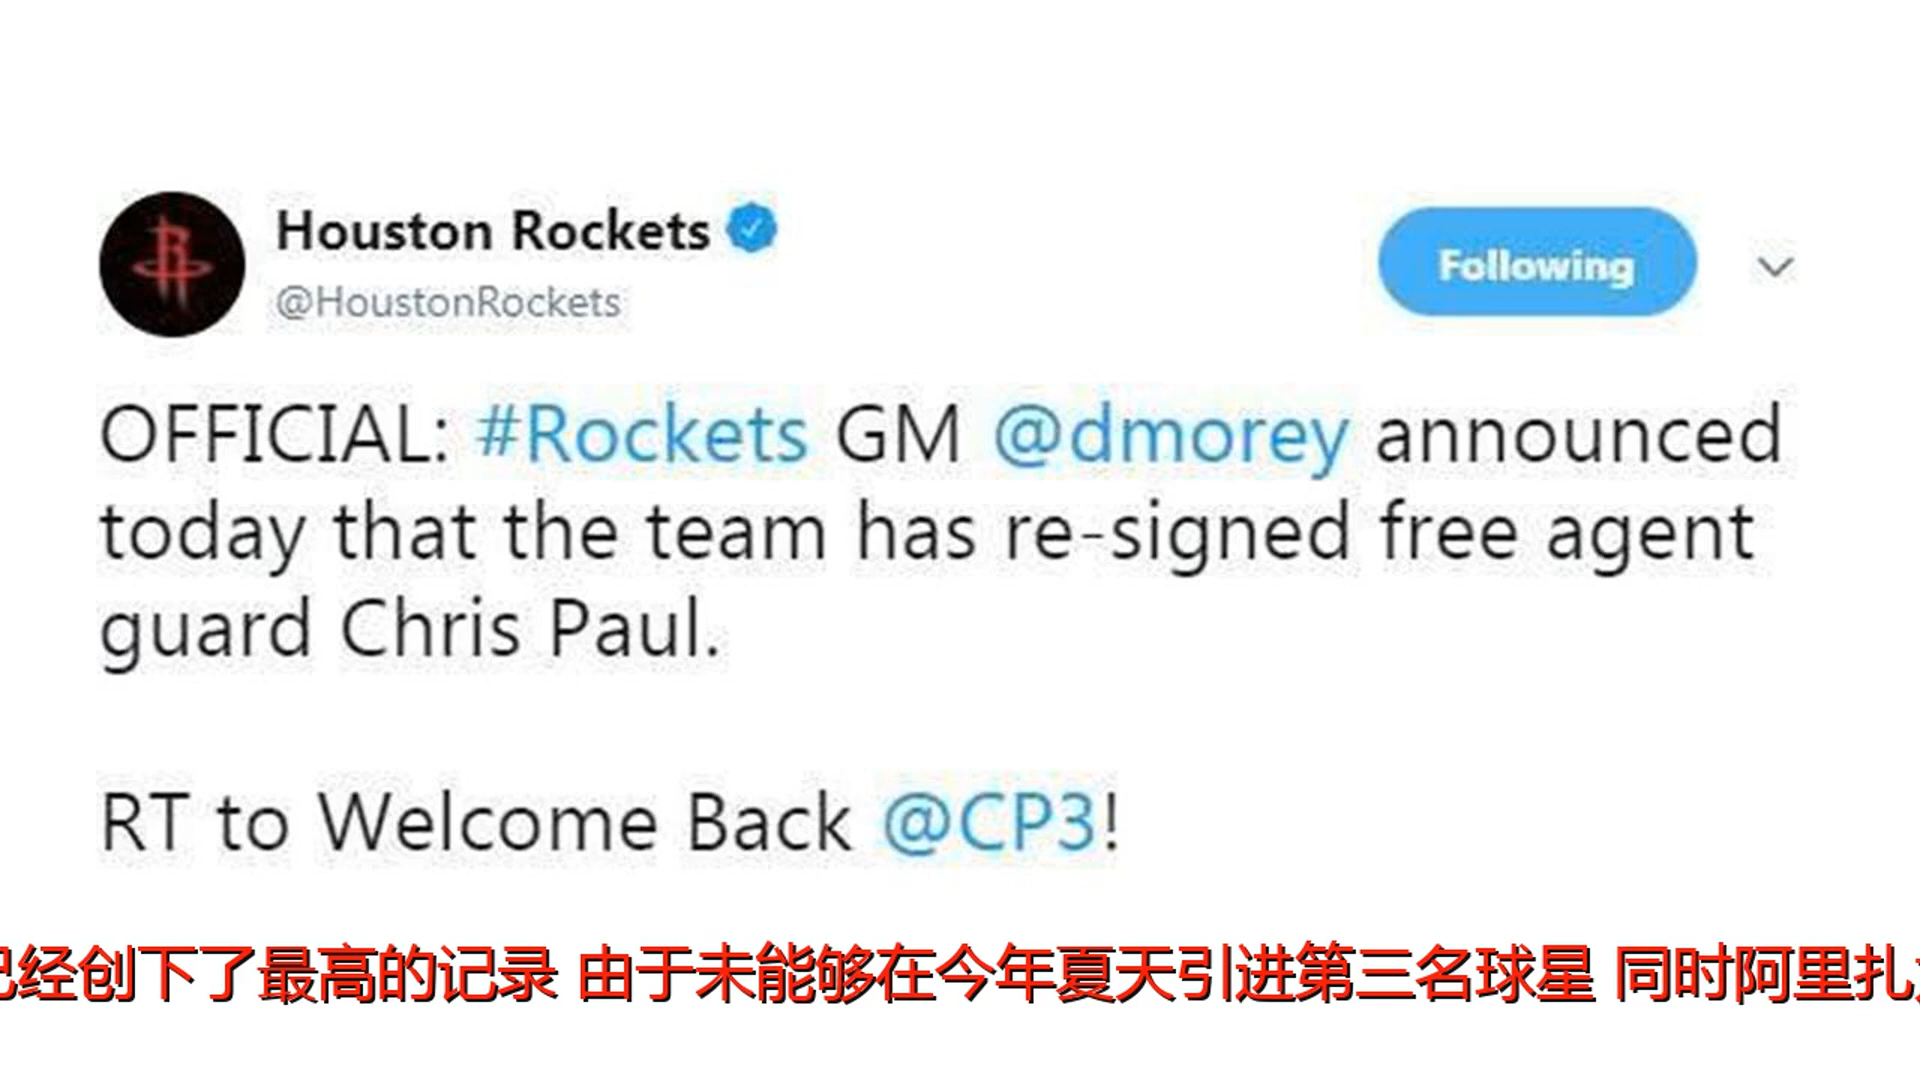 Houston Rockets
@HoustonRockets
Following
OFFICIAL: #Rockets GM @dmorey announced
today that the team has re-signed free agent
guard Chris Paul.
RT to Welcome Back @CP3!
已经创下了最高的记录 由于未能够在今年夏天引进第三名球星 同时阿里扎